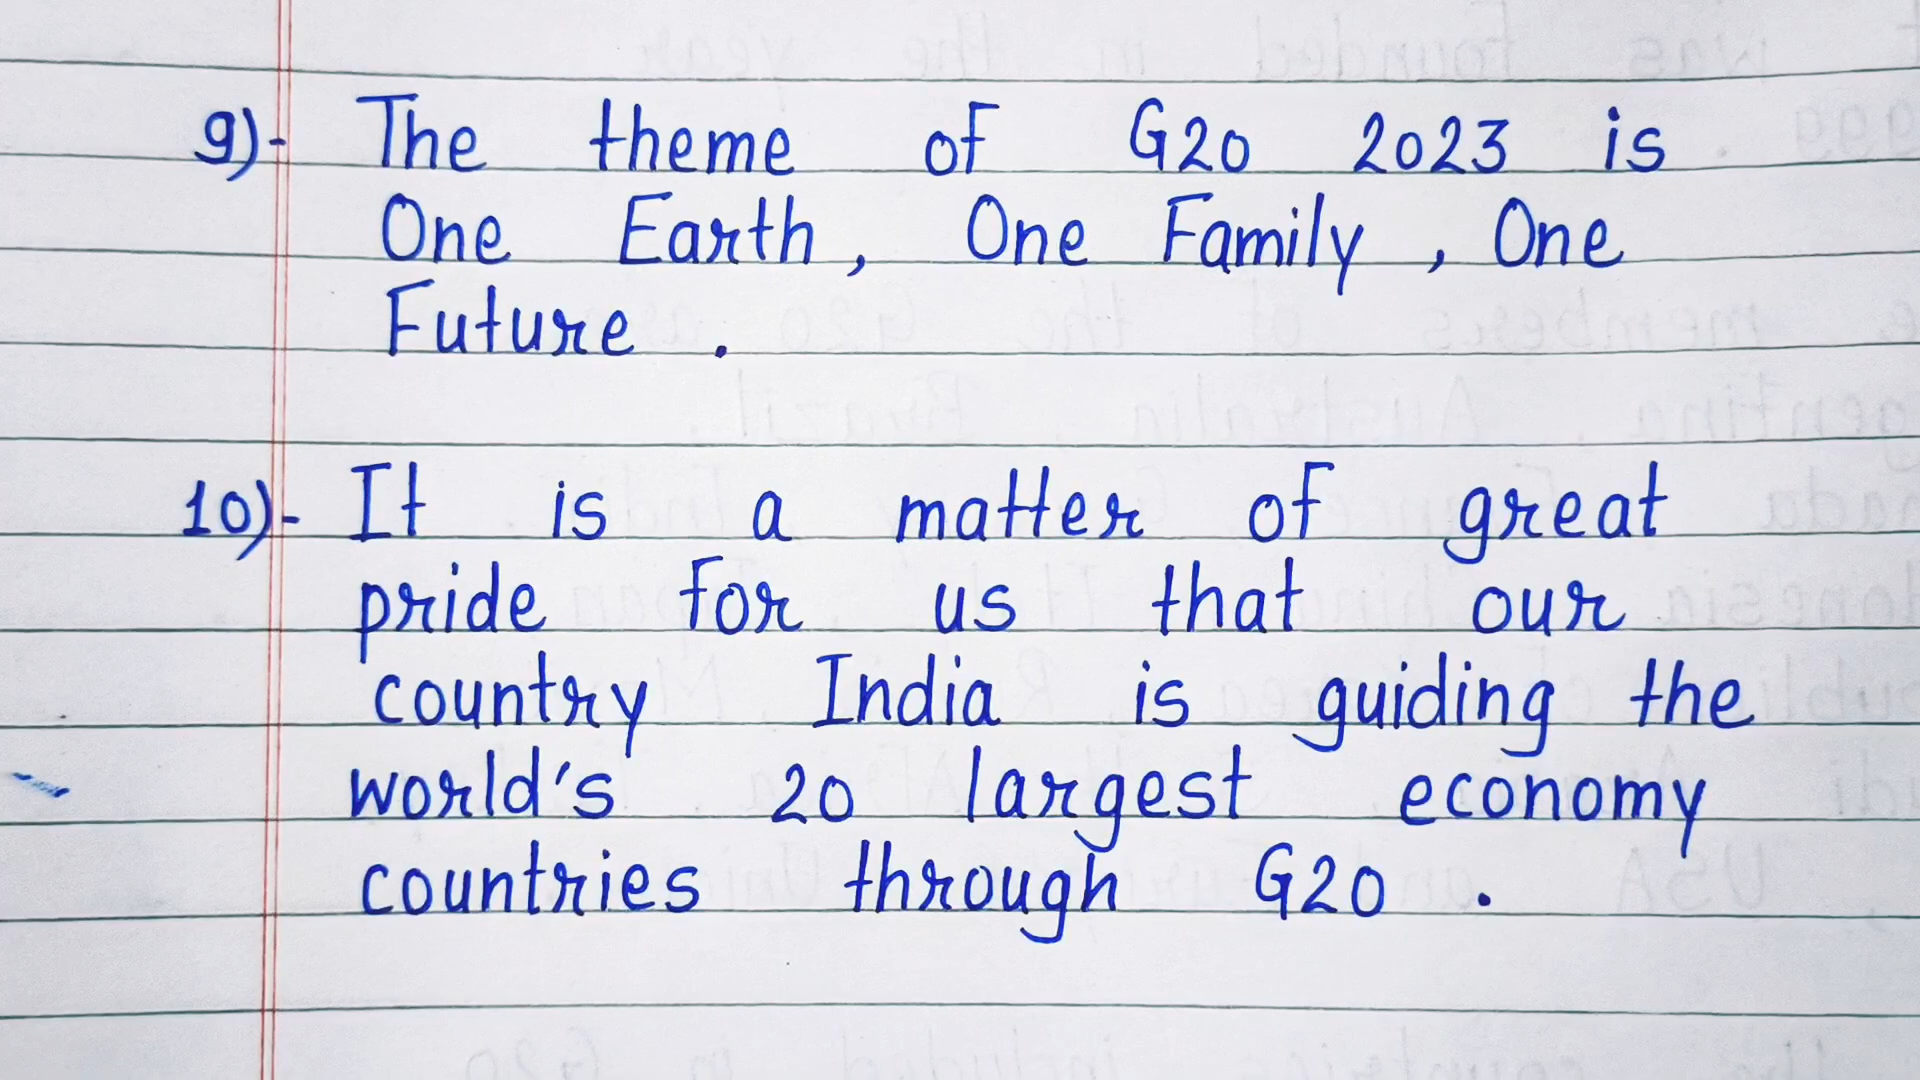 9)- The theme of G20 2023 is
One Earth, One Family, One
Future.
10)- It is a matter of great
pride for us that our
country India is guiding the
world's 20 largest economy
countries through G20.